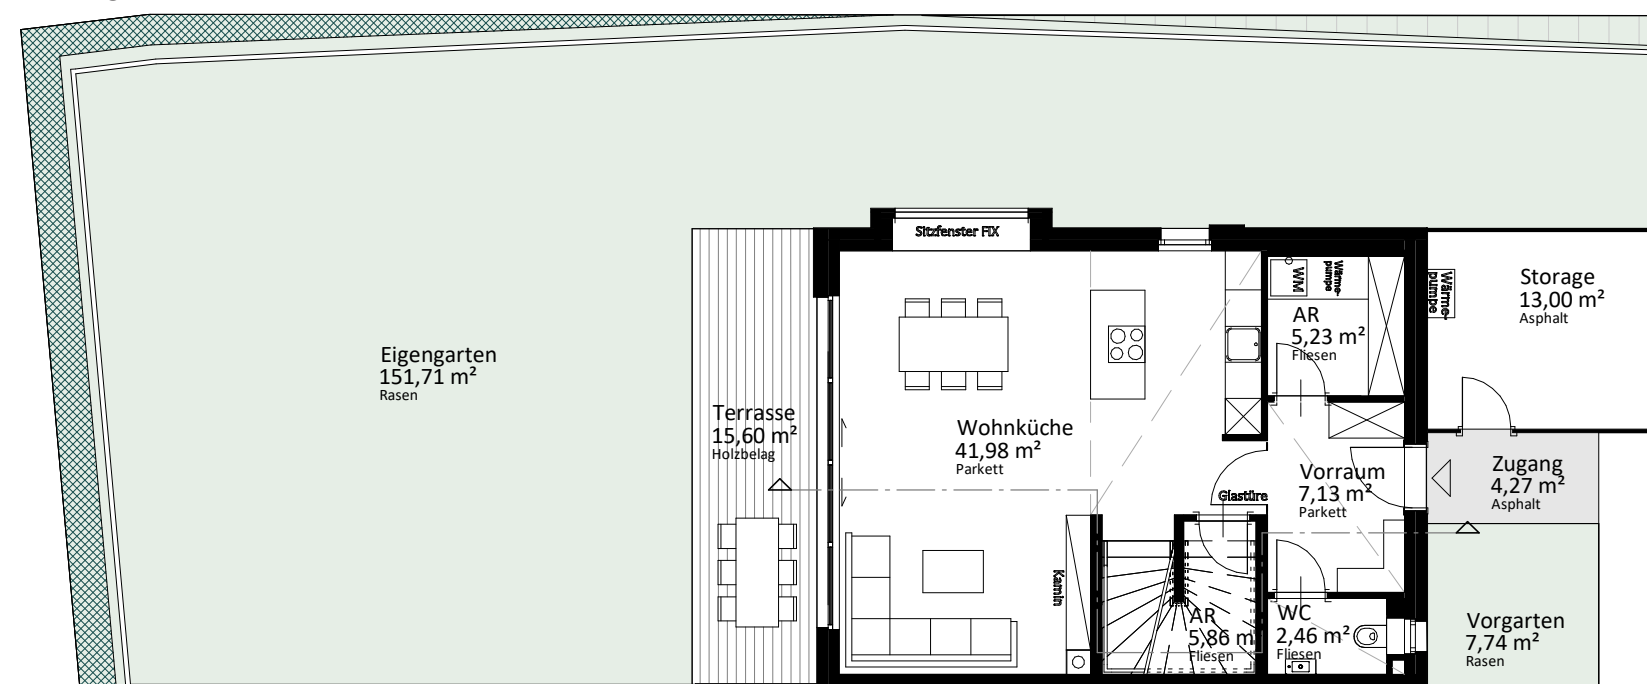 Sitzfenster FIX
WM
Wärme-
pumpe
Wärme-
pumpe
Storage
13,00 m²
Asphalt
AR
5,23 m²
Fliesen
Eigengarten
151,71 m²
Rasen
Terrasse
15,60 m²
Holzbelag
Wohnküche
41,98 m²
Parkett
Vorraum
7,13 m²
Parkett
Zugang
4,27 m²
Asphalt
Glastüre
Kamin
AR
5,86 m
Fliesen
WC
2,46 m²
Fliesen
Vorgarten
7,74 m²
Rasen